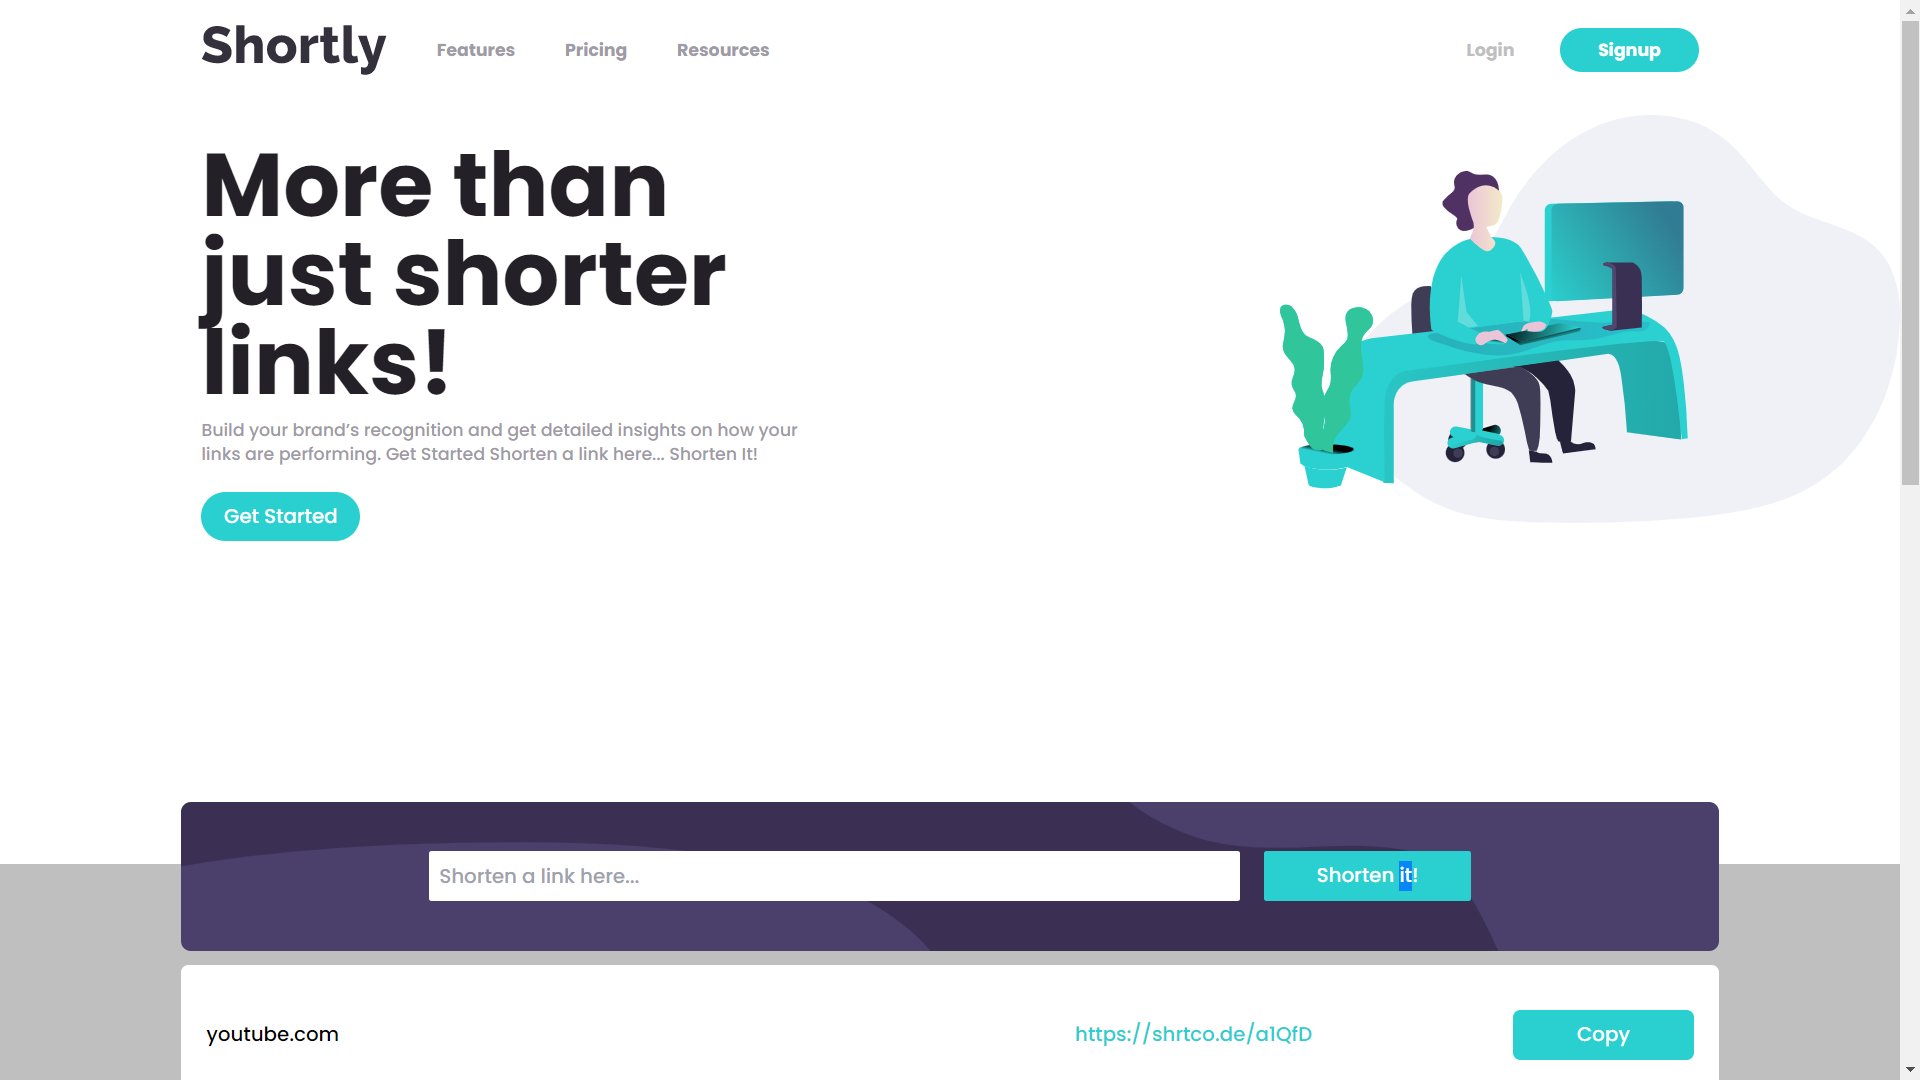 Shortly
Features
Pricing
Resources
Login
Signup
More than
just shorter
links!
Build your brand’s recognition and get detailed insights on how your
links are performing. Get Started Shorten a link here... Shorten It!
Get Started
Shorten a link here...
Shorten it!
youtube.com
https://shrtco.de/a1QfD
Copy